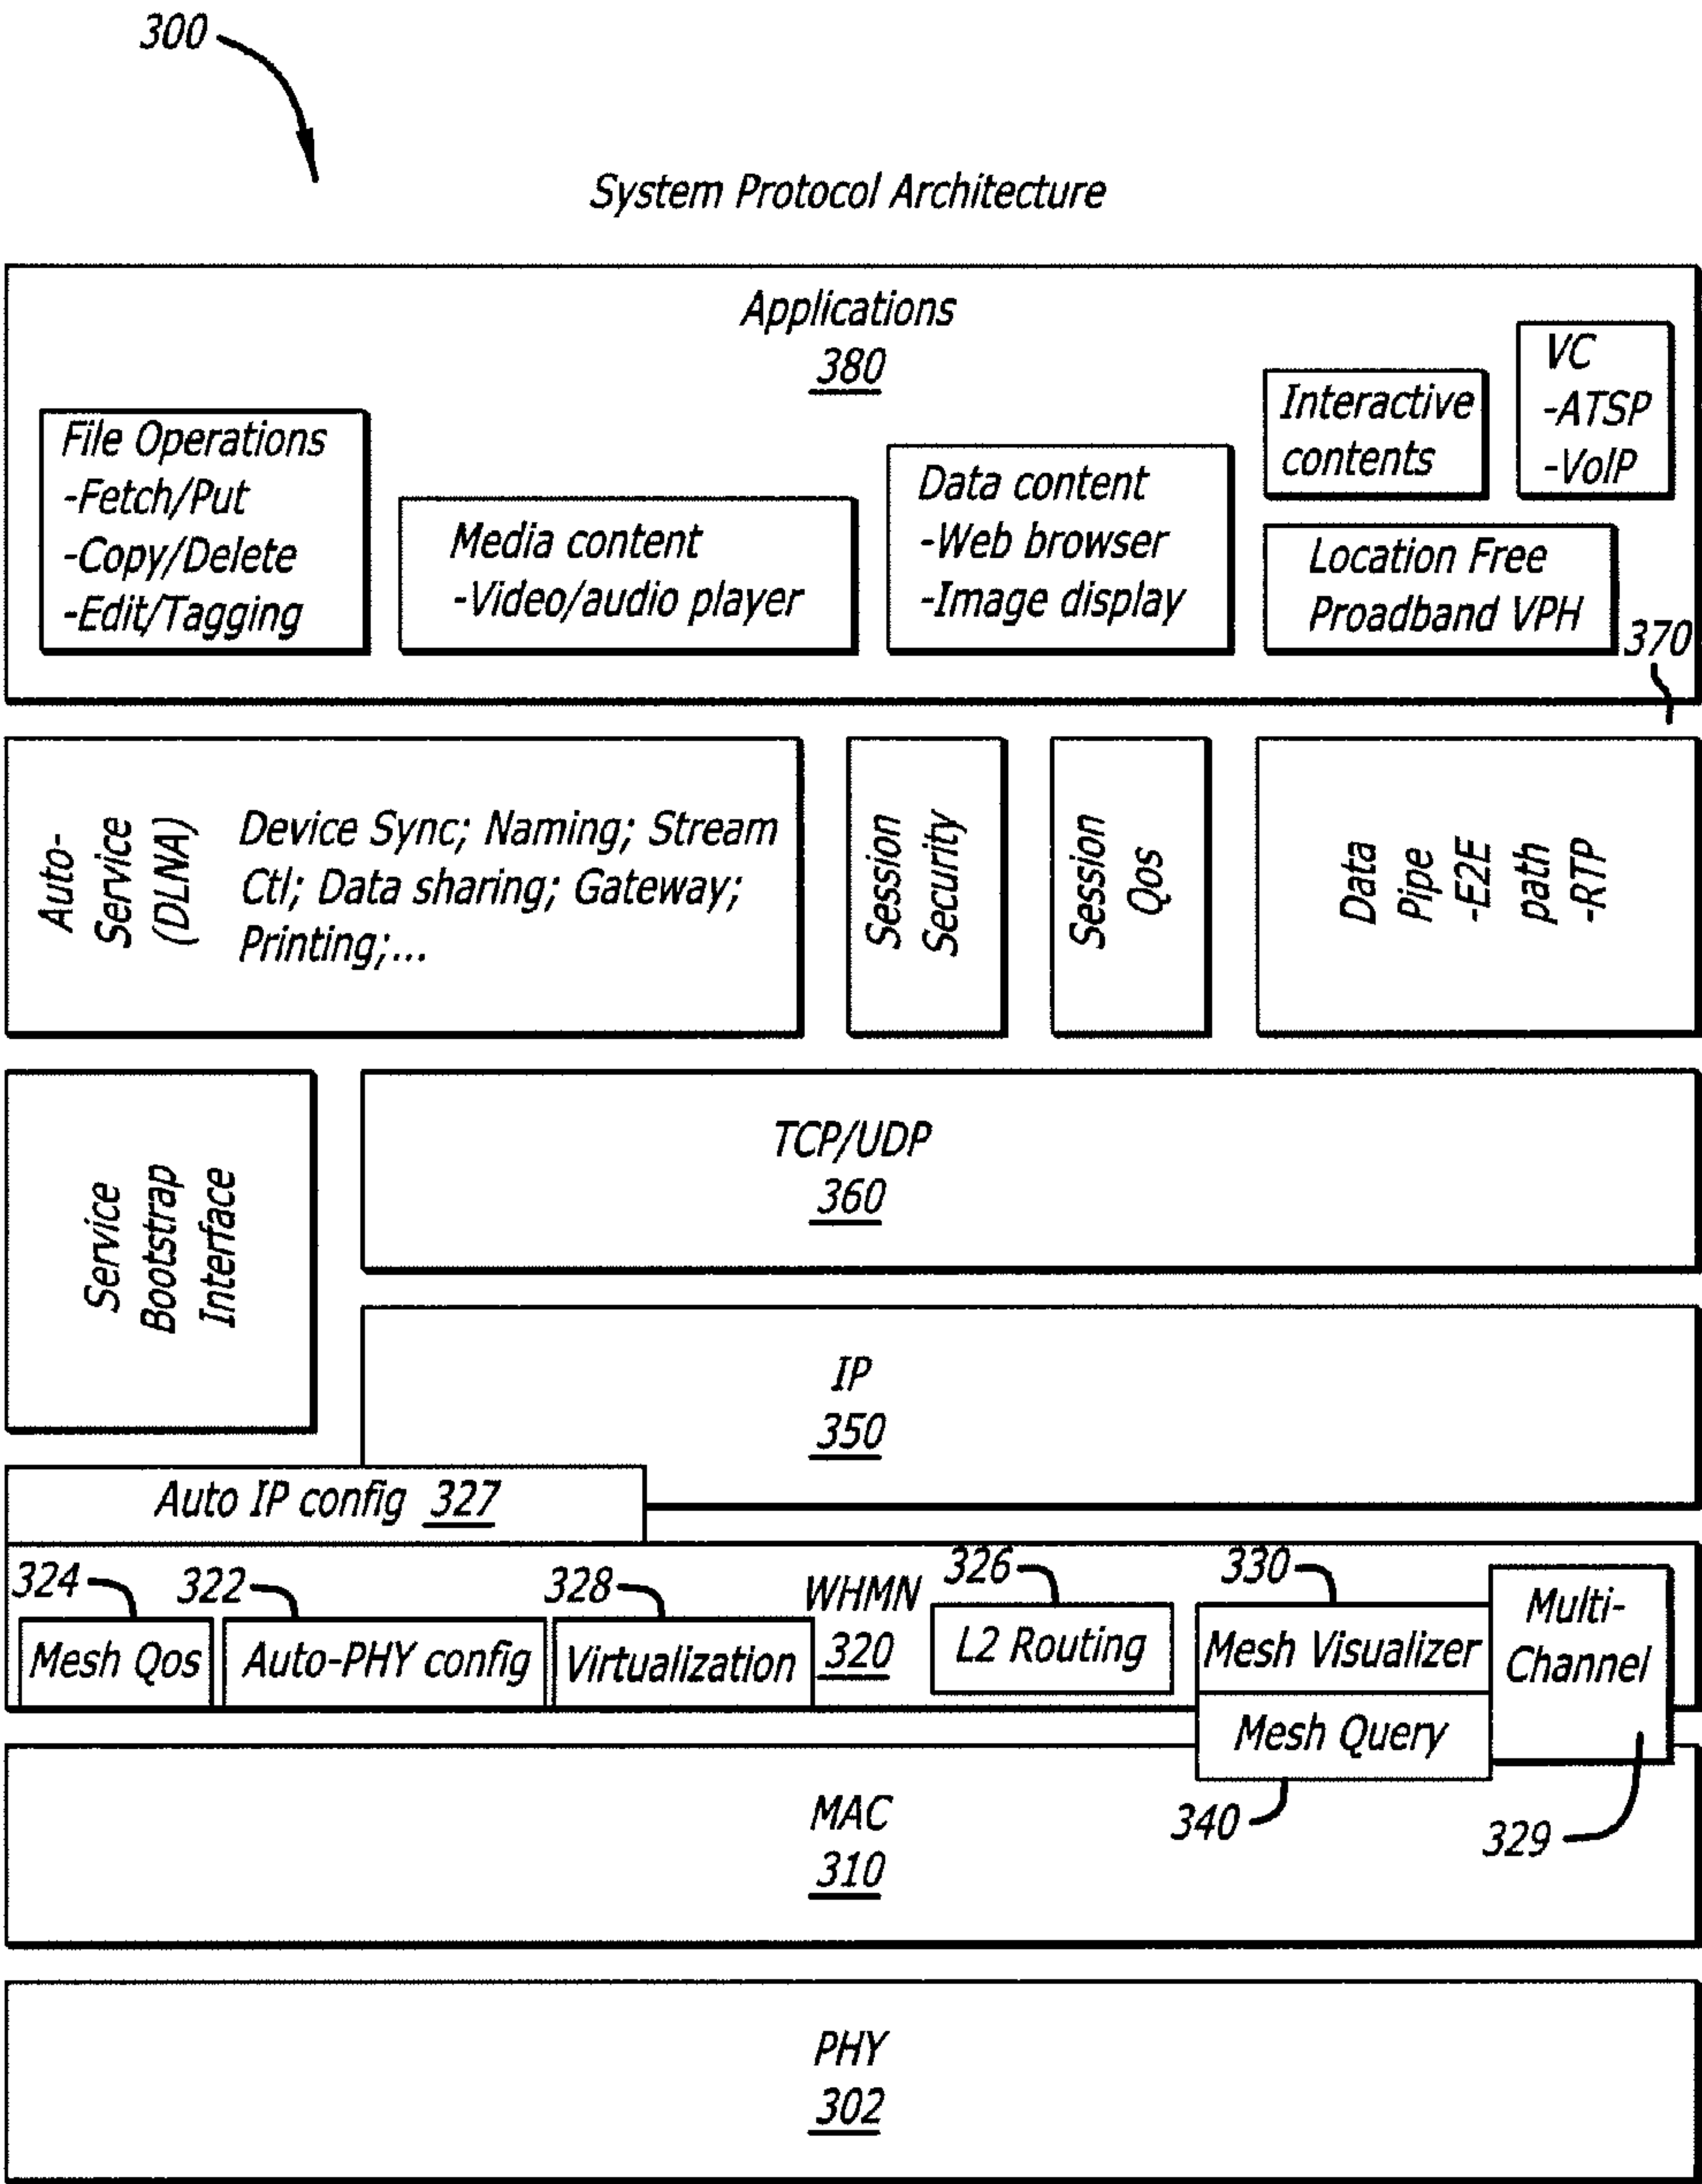 300
System Protocol Architecture
Applications
380
File Operations
-Fetch/Put
-Copy/Delete
-Edit/Tagging
Media content
-Video/audio player
Data content
-Web browser
-Image display
Interactive
contents
VC
-ATSP
-VoIP
Location Free
Proadband VPH
370
Auto-
Service
(DLNA)
Device Sync; Naming; Stream
Ctl; Data sharing; Gateway;
Printing;...
Session
Security
Session
Qos
Data
Pipe
-E2E
path
-RTP
Service
Bootstrap
Interface
TCP/UDP
360
IP
350
Auto IP config 327
324
Mesh Qos
322
Auto-PHY config
328
Virtualization
WHMN
320
326
L2 Routing
330
Mesh Visualizer
Multi-
Channel
Mesh Query
340
329
MAC
310
PHY
302